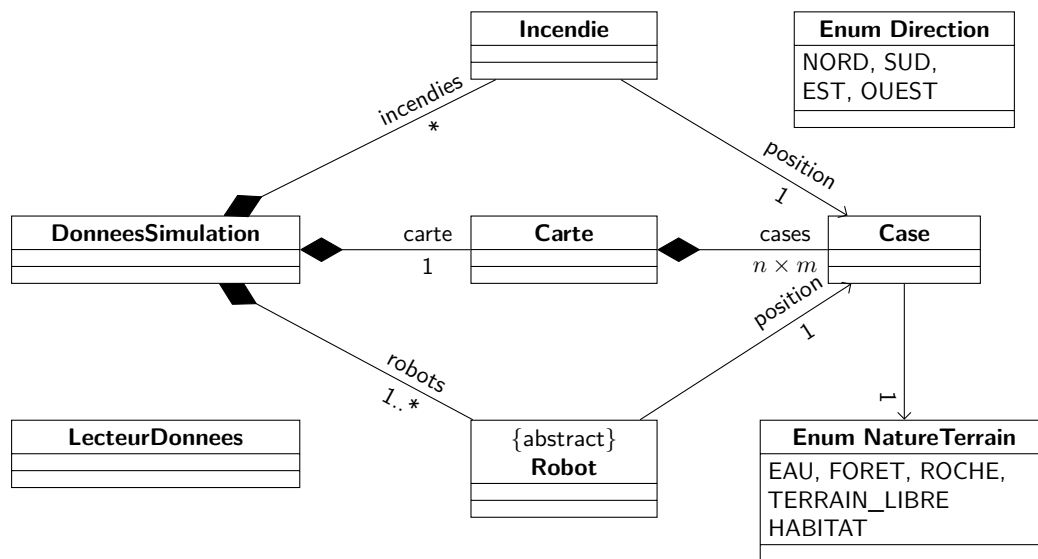 Incendie
Enum Direction
NORD, SUD,
EST, OUEST
incendies
*
position
1
DonneesSimulation
carte
1
Carte
cases
n × m
Case
position
1
robots
1..*
1
LecteurDonnees
{abstract}
Robot
Enum NatureTerrain
EAU, FORET, ROCHE,
TERRAIN_LIBRE
HABITAT